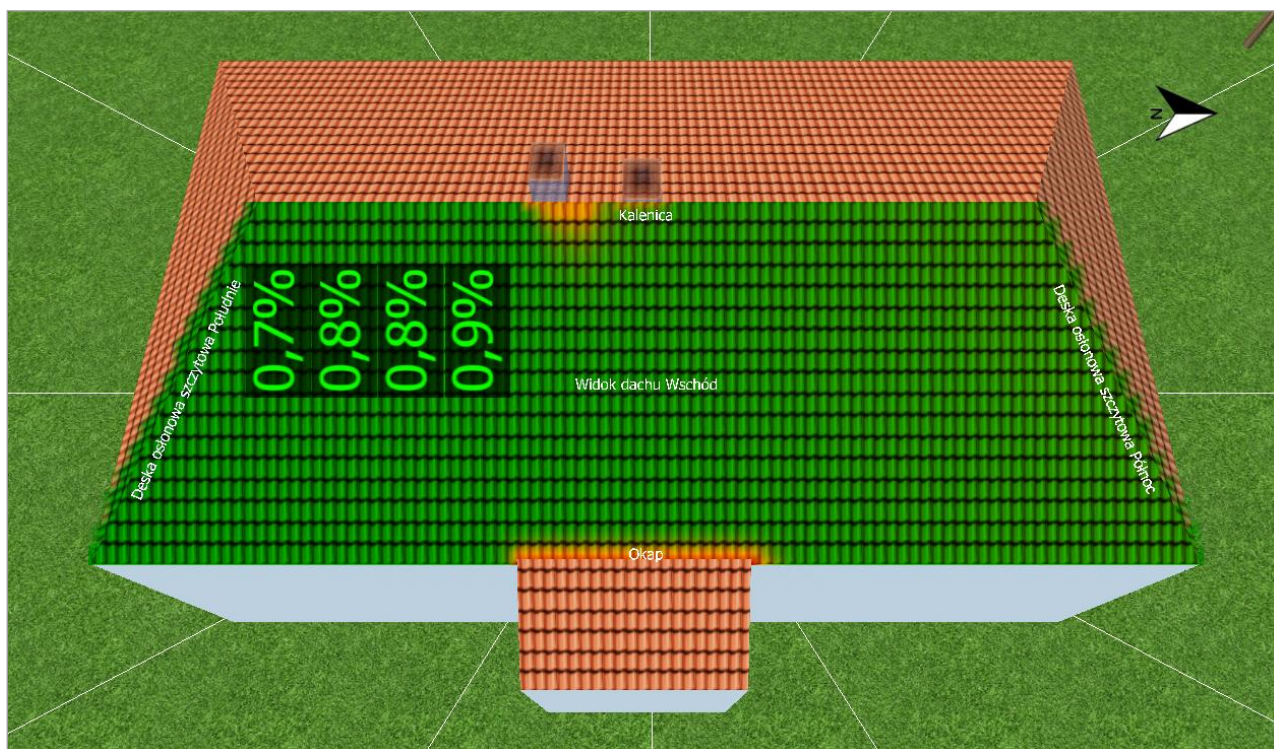 N
Kalenica
0,7%
0,8%
0,8%
0,9%
Deska osłonowa szczytowa Południe
Deska osłonowa szczytowa Północ
Widok dachu Wschód
Okap